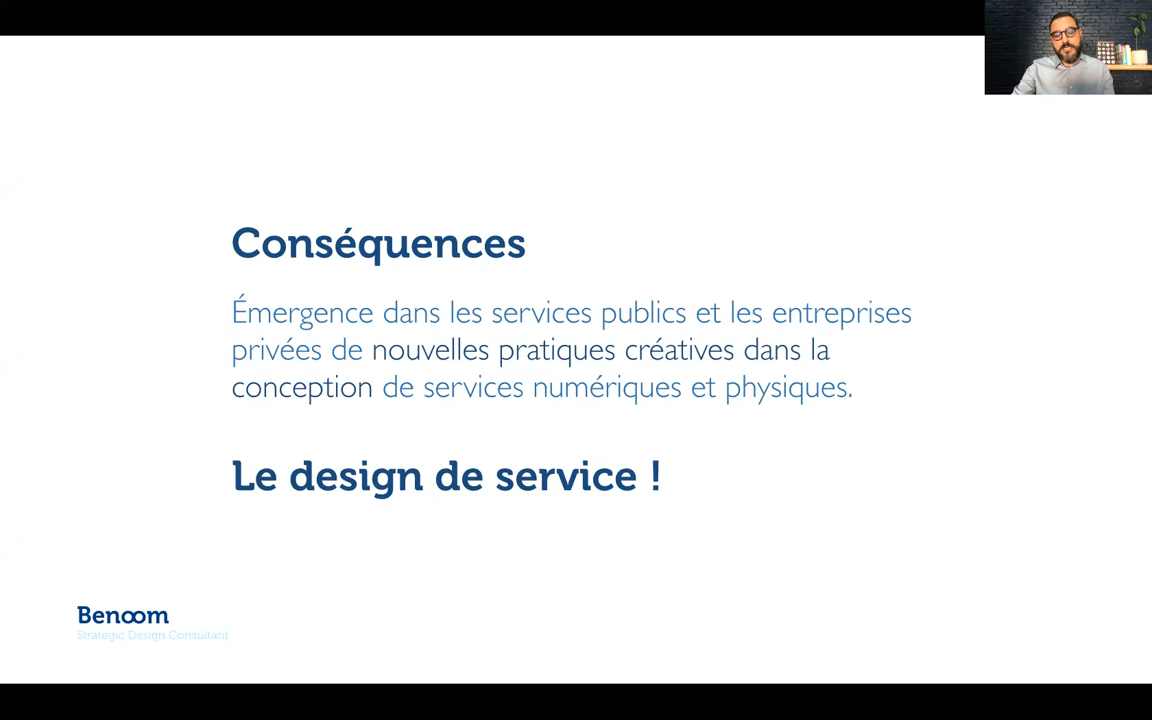 Conséquences
Émergence dans les services publics et les entreprises
privées de nouvelles pratiques créatives dans la
conception de services numériques et physiques.
Le design de service !
Benoom
Strategic Design Consultant